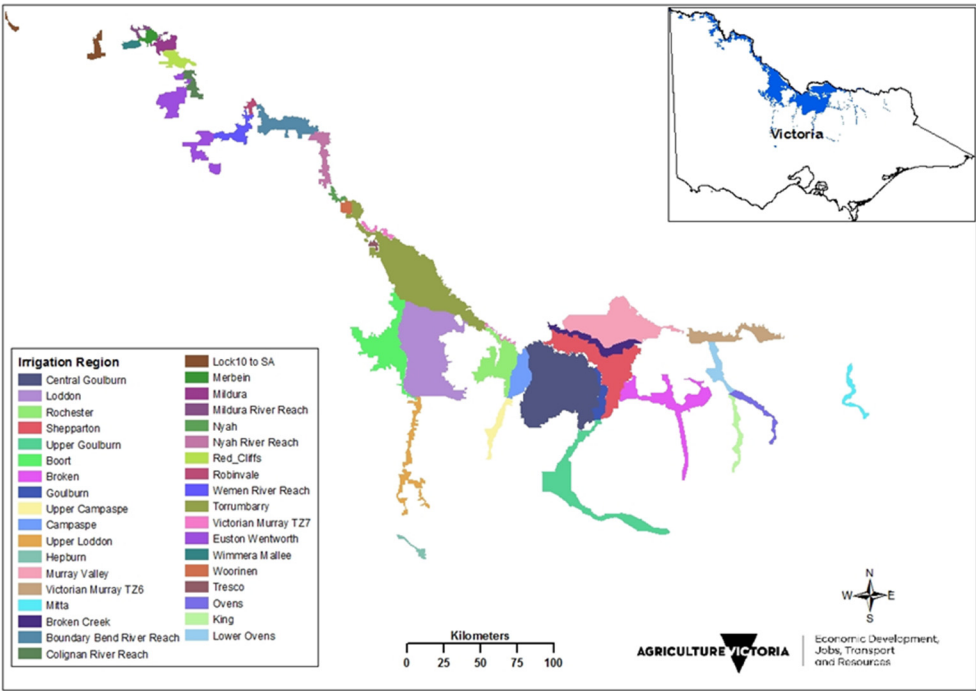 Victoria
Irrigation Region
Central Goulburn
Loddon
Rochester
Shepparton
Upper Goulburn
Boort
Broken
Goulburn
Upper Campaspe
Campaspe
Upper Loddon
Hepburn
Murray Valley
Victorian Murray TZ6
Mitta
Broken Creek
Boundary Bend River Reach
Colignan River Reach
Lock10 to SA
Merbein
Mildura
Mildura River Reach
Nyah
Nyah River Reach
Red_Cliffs
Robinvale
Wemen River Reach
Torrumbarry
Victorian Murray TZ7
Euston Wentworth
Wimmera Mallee
Woorinen
Tresco
Ovens
King
Lower Ovens
Kilometers
0 25 50 75 100
N
W E
S
AGRICULTURE VICTORIA
Economic Development,
Jobs, Transport
and Resources